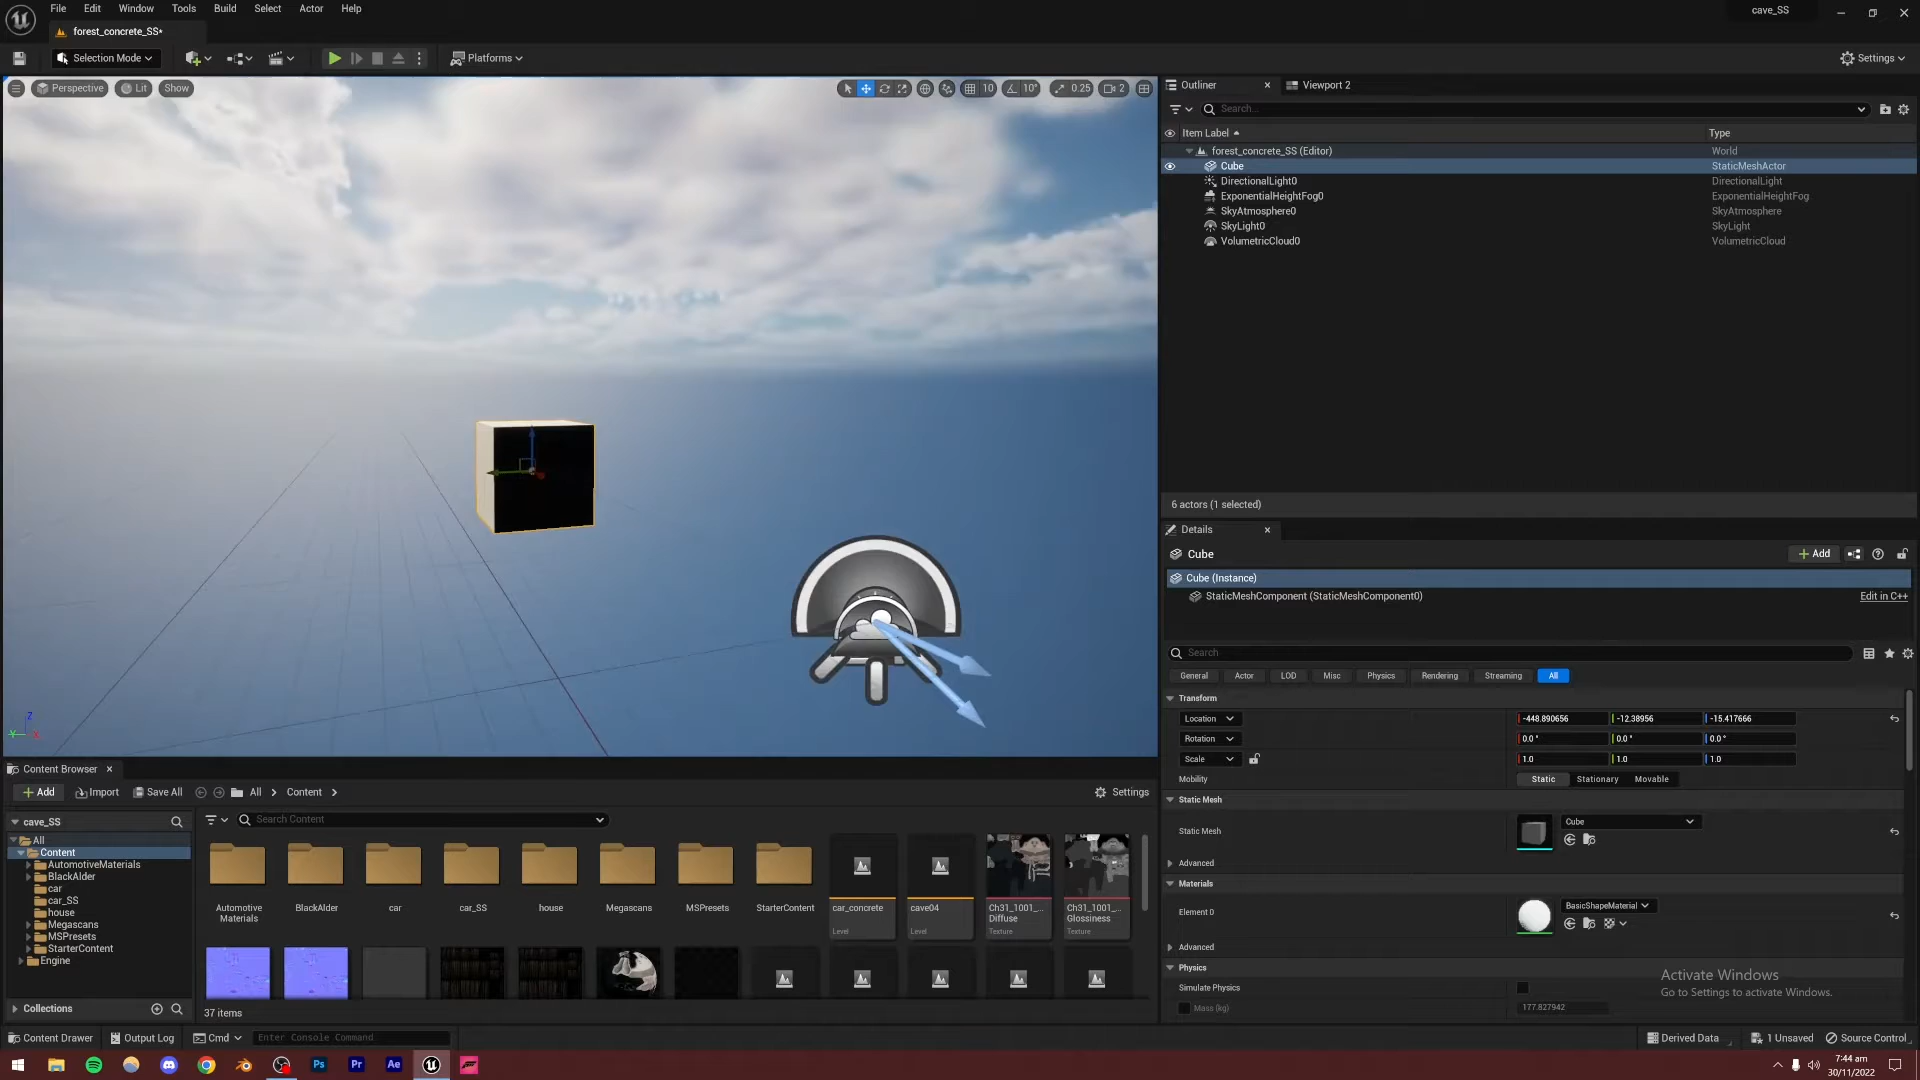 File Edit Window Tools Build Select Actor Help
cave_SS
forest_concrete_SS*
Selection Mode
Platforms
Settings
Perspective Lit Show
10 10° 0.25 2
Outliner
Viewport 2
Search...
Item Label Type
forest_concrete_SS (Editor) World
Cube StaticMeshActor
DirectionalLight0 DirectionalLight
ExponentialHeightFog0 ExponentialHeightFog
SkyAtmosphere0 SkyAtmosphere
SkyLight0 SkyLight
VolumetricCloud0 VolumetricCloud
6 actors (1 selected)
Details
Cube
Add
Cube (Instance)
StaticMeshComponent (StaticMeshComponent0) Edit in C++
Search
General Actor LOD Misc Physics Rendering Streaming All
Transform
Location -448.890656 -12.38956 -15.417666
Rotation 0.0° 0.0° 0.0°
Scale 1.0 1.0 1.0
Mobility Static Stationary Movable
Static Mesh
Static Mesh Cube
Advanced
Materials
Element 0 BasicShapeMaterial
Advanced
Physics
Simulate Physics
Mass (kg) 177.827942
Activate Windows
Go to Settings to activate Windows.
Z
Y X
Content Browser
Add Import Save All All Content Settings
cave_SS
Search Content
All
Content
AutomotiveMaterials
BlackAlder
car
car_SS
house
Megascans
MSPresets
StarterContent
Engine
Collections
Automotive
Materials
BlackAlder
car
car_SS
house
Megascans
MSPresets
StarterContent
car_concrete
Level
cave04
Level
Ch31_1001_...
Diffuse
Texture
Ch31_1001_...
Glossiness
Texture
37 items
Content Drawer Output Log Cmd Enter Console Command
Derived Data 1 Unsaved Source Control
Ps Pr Ae
7:44 am
30/11/2022